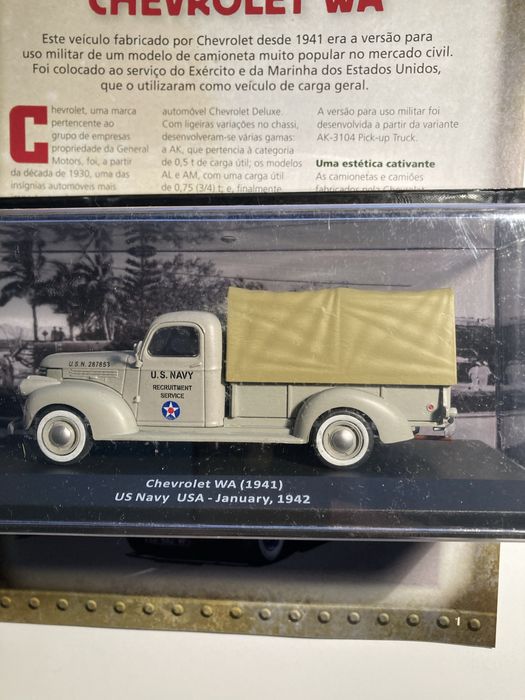 CHEVROLET WA
Este veículo fabricado por Chevrolet desde 1941 era a versão para
uso militar de um modelo de camioneta muito popular no mercado civil.
Foi colocado ao serviço do Exército e da Marinha dos Estados Unidos,
que o utilizaram como veículo de carga geral.
Chevrolet, uma marca
pertencente ao
grupo de empresas
propriedade da General
Motors, foi, a partir
da década de 1930, uma das
insígnias automóveis mais
automóvel Chevrolet Deluxe.
Com ligeiras variações no chassi,
desenvolveram-se várias gamas:
a AK, que pertencia à categoria
de 0,5 t de carga útil; os modelos
AL e AM, com uma carga útil
de 0,75 (3/4) t; e, finalmente,
A versão para uso militar foi
desenvolvida a partir da variante
AK-3104 Pick-up Truck.
Uma estética cativante
As camionetas e camiões
fabricados pela Chevrolet
U.S.N. 287853
U.S. NAVY
RECRUITMENT
SERVICE
Chevrolet WA (1941)
US Navy USA - January, 1942
1